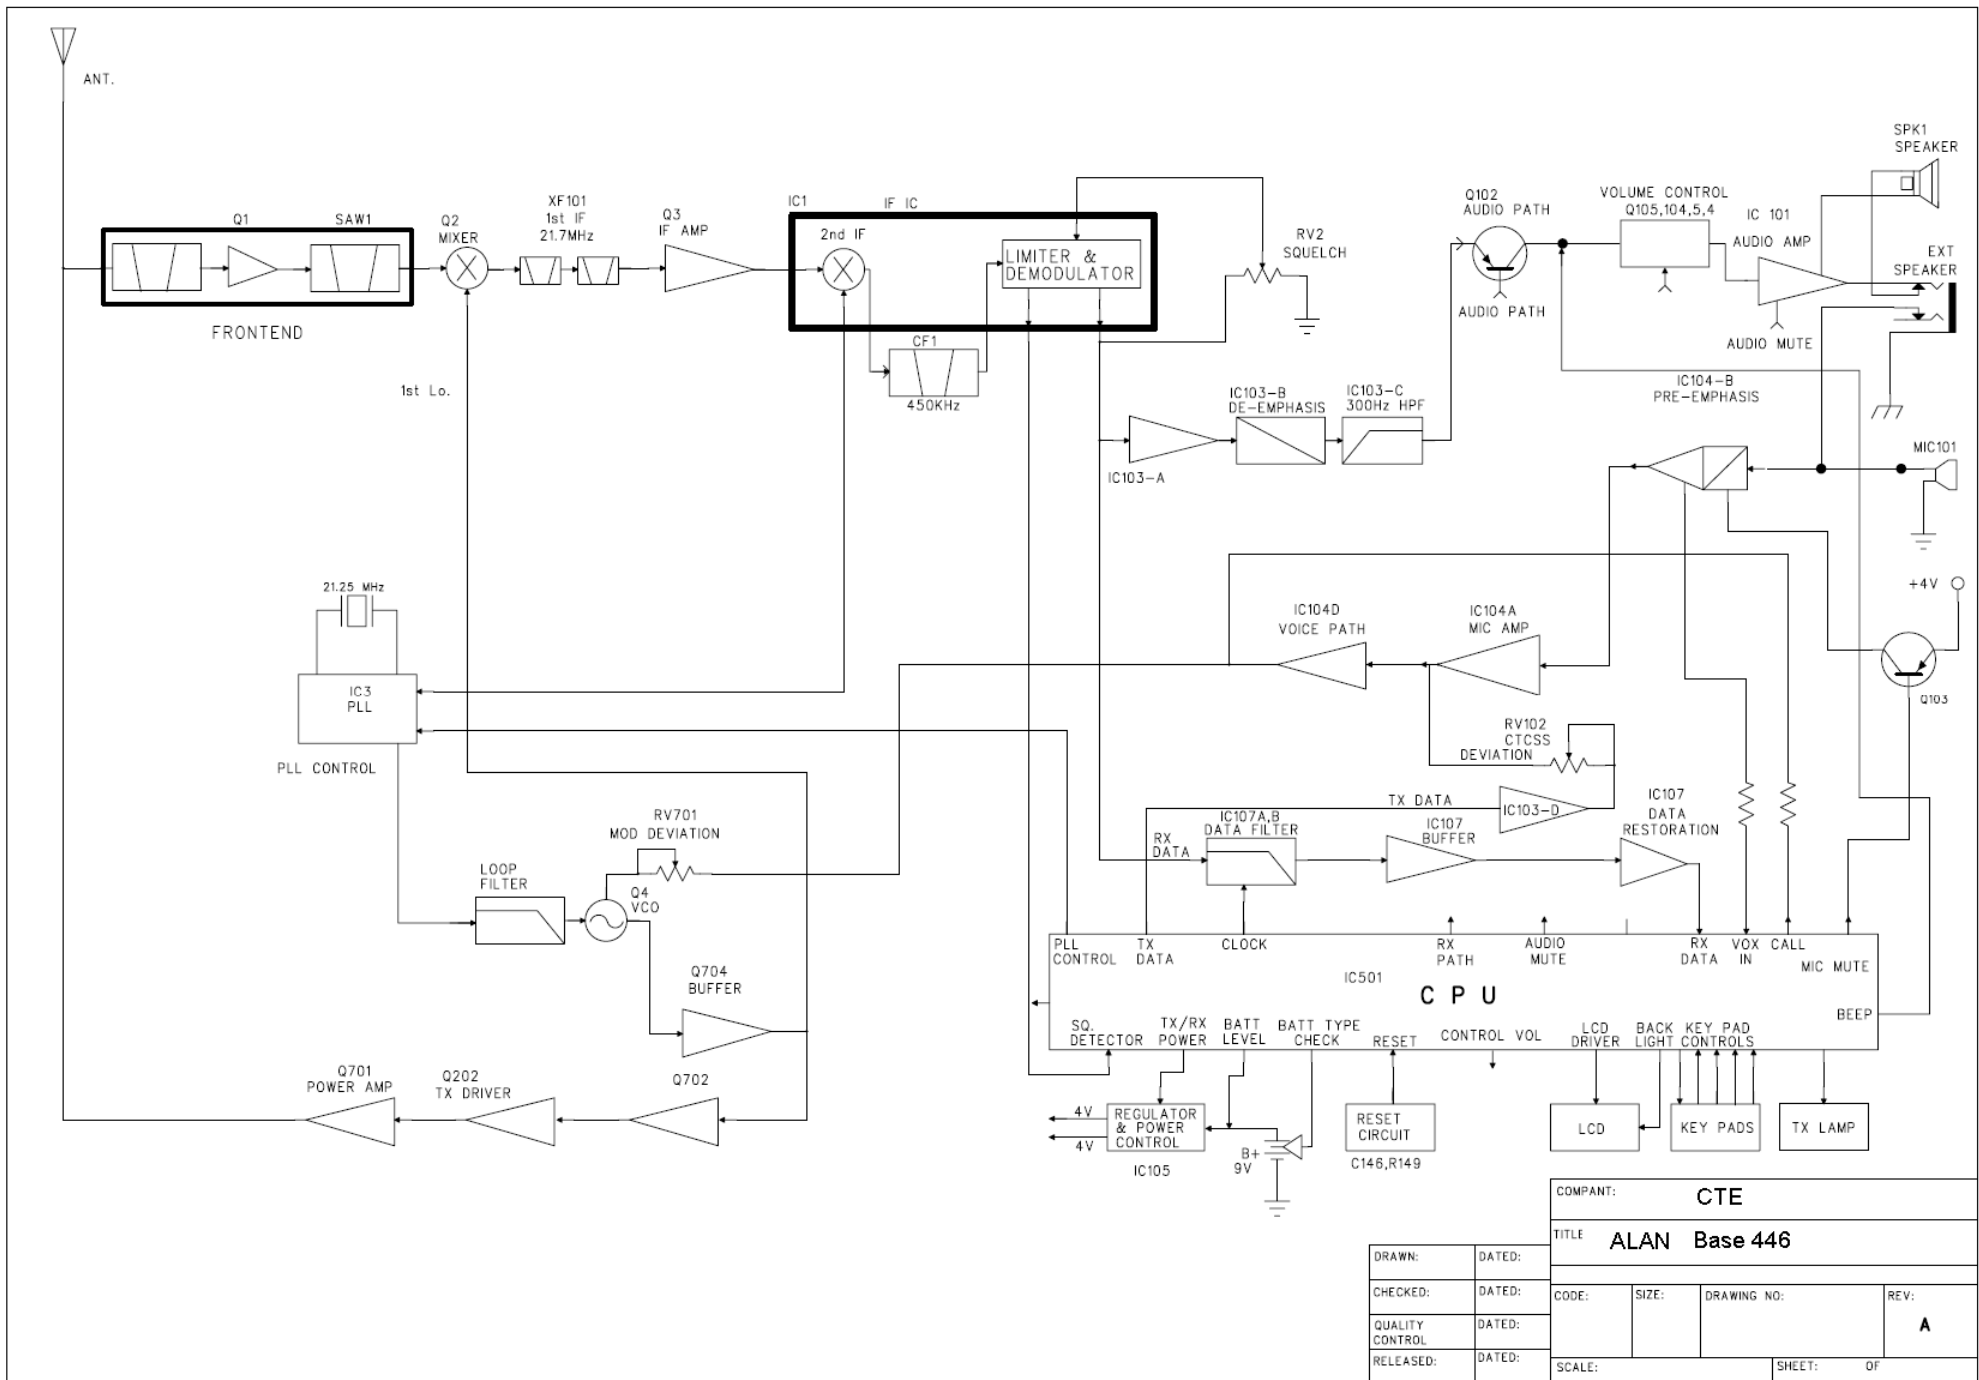 ANT.
SPK1
SPEAKER
Q1
SAW1
Q2
MIXER
XF101
1st IF
21.7MHz
Q3
IF AMP
IC1
IF IC
2nd IF
LIMITER &
DEMODULATOR
RV2
SQUELCH
Q102
AUDIO PATH
VOLUME CONTROL
Q105,104,5,4
IC 101
AUDIO AMP
EXT
SPEAKER
FRONTEND
AUDIO PATH
AUDIO MUTE
CF1
450KHz
1st Lo.
IC103-A
IC103-B
DE-EMPHASIS
IC103-C
300Hz HPF
IC104-B
PRE-EMPHASIS
MIC101
+4V
Q103
21.25 MHz
IC3
PLL
PLL CONTROL
IC104D
VOICE PATH
IC104A
MIC AMP
RV102
CTCSS
DEVIATION
TX DATA
IC103-D
RV701
MOD DEVIATION
RX
DATA
IC107A,B
DATA FILTER
IC107
BUFFER
IC107
DATA
RESTORATION
LOOP
FILTER
Q4
VCO
Q704
BUFFER
PLL
CONTROL
TX
DATA
CLOCK
RX
PATH
AUDIO
MUTE
RX
DATA
VOX
IN
CALL
MIC MUTE
IC501
CPU
BEEP
SQ.
DETECTOR
TX/RX
POWER
BATT
LEVEL
BATT TYPE
CHECK
RESET
CONTROL VOL
LCD
DRIVER
BACK
LIGHT
KEY PAD
CONTROLS
Q701
POWER AMP
Q202
TX DRIVER
Q702
4V
4V
REGULATOR
& POWER
CONTROL
IC105
B+
9V
RESET
CIRCUIT
C146,R149
LCD
KEY PADS
TX LAMP
COMPANT:
CTE
TITLE
ALAN Base 446
DRAWN:
DATED:
CHECKED:
DATED:
QUALITY
CONTROL
DATED:
RELEASED:
DATED:
CODE:
SIZE:
DRAWING NO:
REV:
A
SCALE:
SHEET: OF